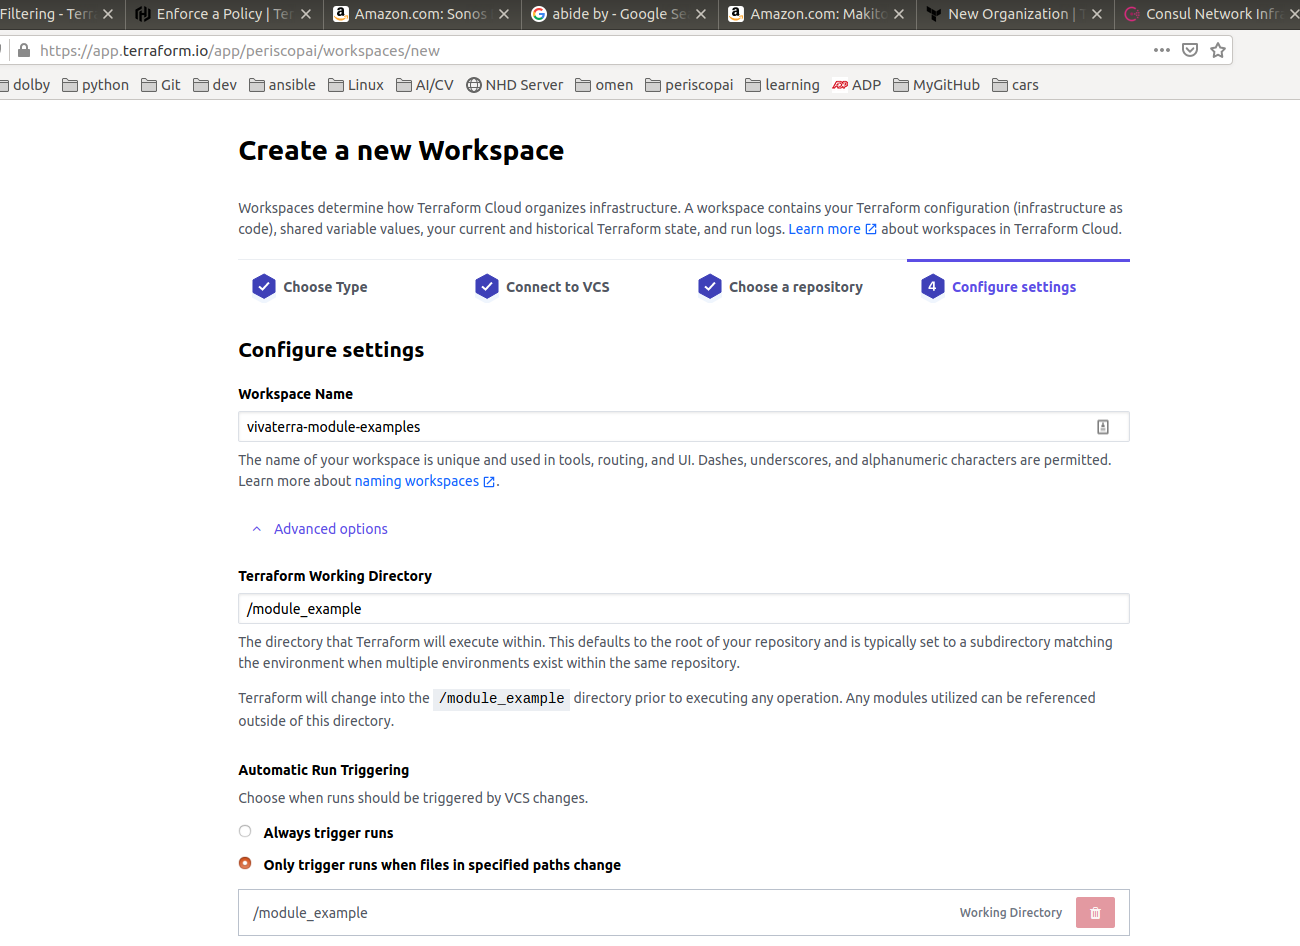 Filtering - Terr
Enforce a Policy | Ter
Amazon.com: Sonos
abide by - Google Se
Amazon.com: Makito
New Organization | T
Consul Network Infra
https://app.terraform.io/app/periscopai/workspaces/new
dolby python Git dev ansible Linux AI/CV NHD Server omen periscopai learning ADP MyGitHub cars
Create a new Workspace
Workspaces determine how Terraform Cloud organizes infrastructure. A workspace contains your Terraform configuration (infrastructure as
code), shared variable values, your current and historical Terraform state, and run logs. Learn more about workspaces in Terraform Cloud.
Choose Type
Connect to VCS
Choose a repository
4 Configure settings
Configure settings
Workspace Name
vivaterra-module-examples
The name of your workspace is unique and used in tools, routing, and UI. Dashes, underscores, and alphanumeric characters are permitted.
Learn more about naming workspaces.
Advanced options
Terraform Working Directory
/module_example
The directory that Terraform will execute within. This defaults to the root of your repository and is typically set to a subdirectory matching
the environment when multiple environments exist within the same repository.
Terraform will change into the /module_example directory prior to executing any operation. Any modules utilized can be referenced
outside of this directory.
Automatic Run Triggering
Choose when runs should be triggered by VCS changes.
Always trigger runs
Only trigger runs when files in specified paths change
/module_example Working Directory